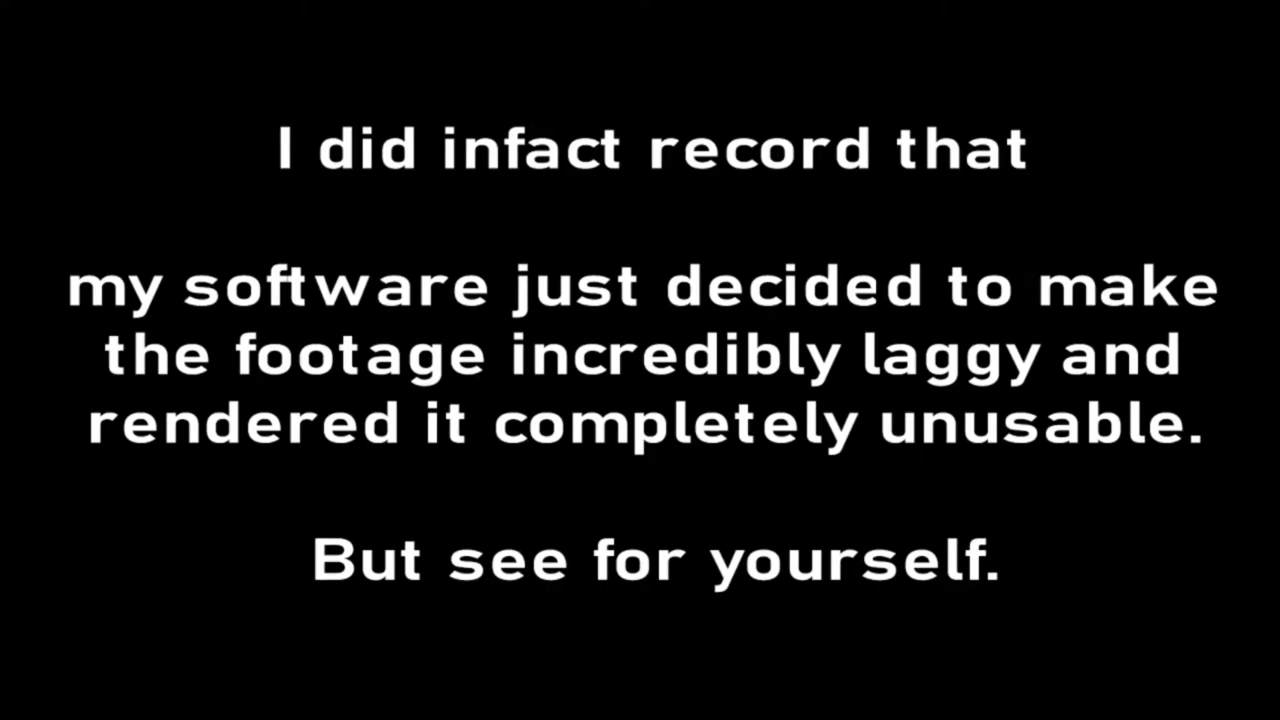 I did infact record that
my software just decided to make
the footage incredibly laggy and
rendered it completely unusable.
But see for yourself.